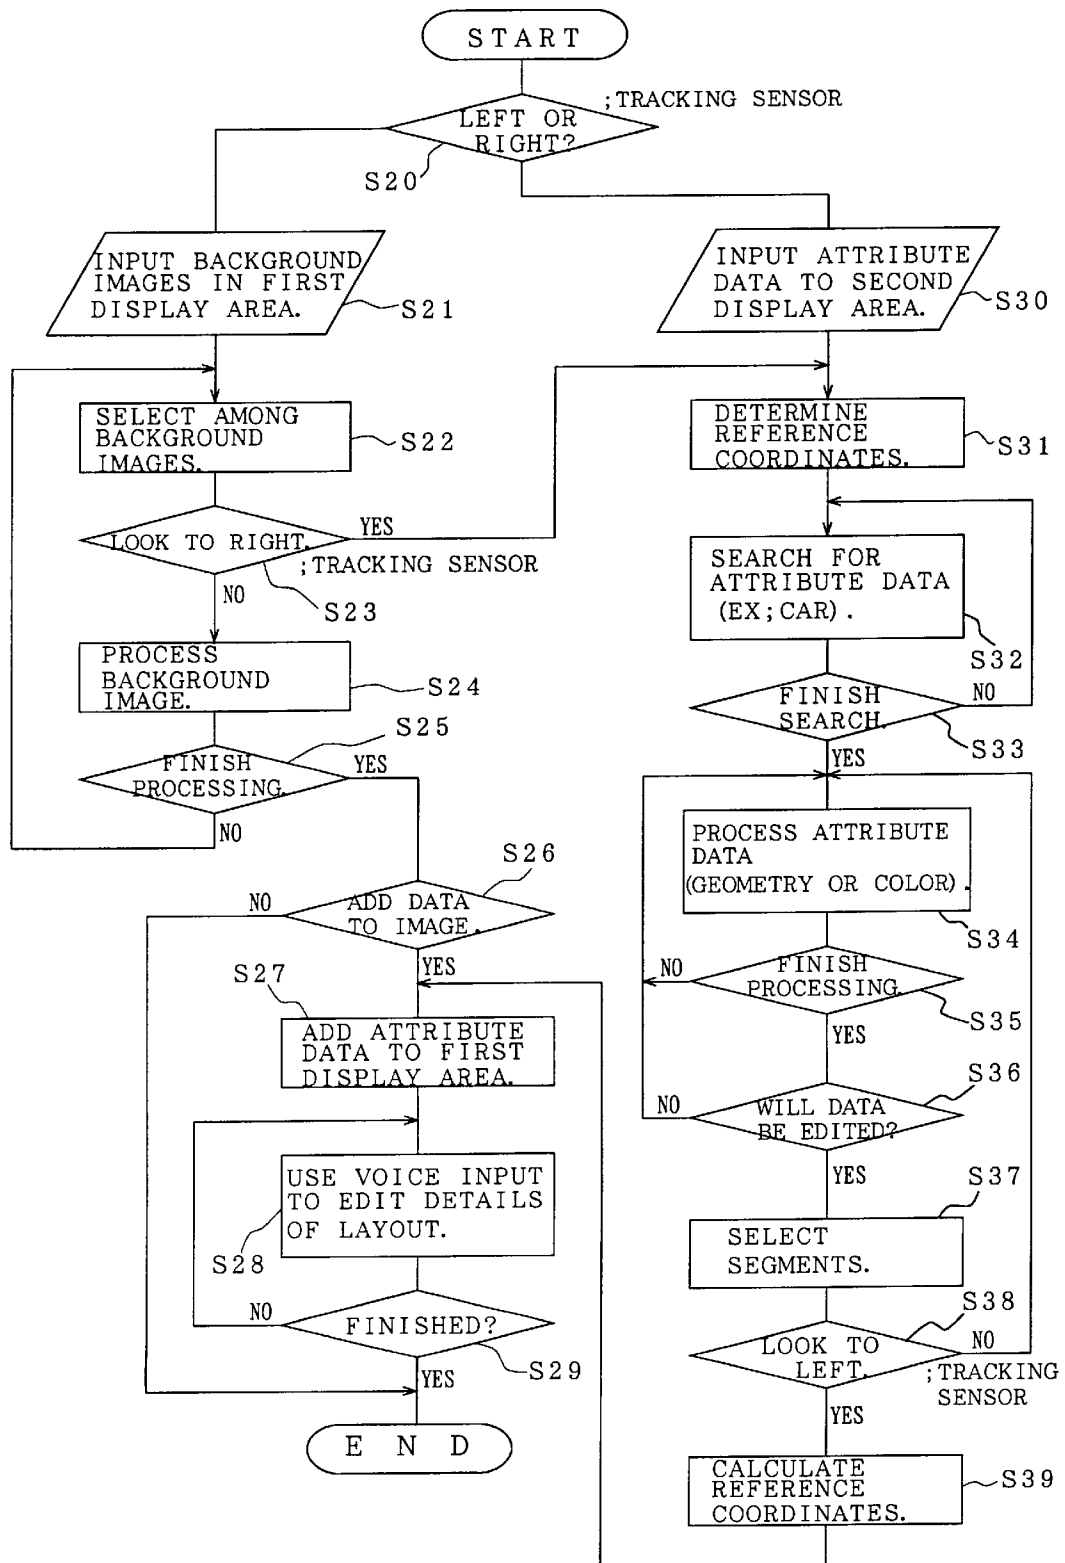 START
;TRACKING SENSOR
LEFT OR
RIGHT?
S20
INPUT BACKGROUND
IMAGES IN FIRST
DISPLAY AREA.
S21
SELECT AMONG
BACKGROUND
IMAGES.
S22
LOOK TO RIGHT.
YES
;TRACKING SENSOR
NO
S23
PROCESS
BACKGROUND
IMAGE.
S24
S25
FINISH
PROCESSING.
YES
NO
S26
ADD DATA
TO IMAGE.
NO
YES
S27
ADD ATTRIBUTE
DATA TO FIRST
DISPLAY AREA.
USE VOICE INPUT
TO EDIT DETAILS
OF LAYOUT.
S28
NO
FINISHED?
S29
YES
END
INPUT ATTRIBUTE
DATA TO SECOND
DISPLAY AREA.
S30
DETERMINE
REFERENCE
COORDINATES.
S31
SEARCH FOR
ATTRIBUTE DATA
(EX;CAR).
S32
FINISH
SEARCH.
NO
S33
YES
PROCESS ATTRIBUTE
DATA
(GEOMETRY OR COLOR).
S34
NO
FINISH
PROCESSING.
S35
YES
S36
NO
WILL DATA
BE EDITED?
YES
S37
SELECT
SEGMENTS.
S38
LOOK TO
LEFT.
NO
;TRACKING
SENSOR
YES
CALCULATE
REFERENCE
COORDINATES.
S39